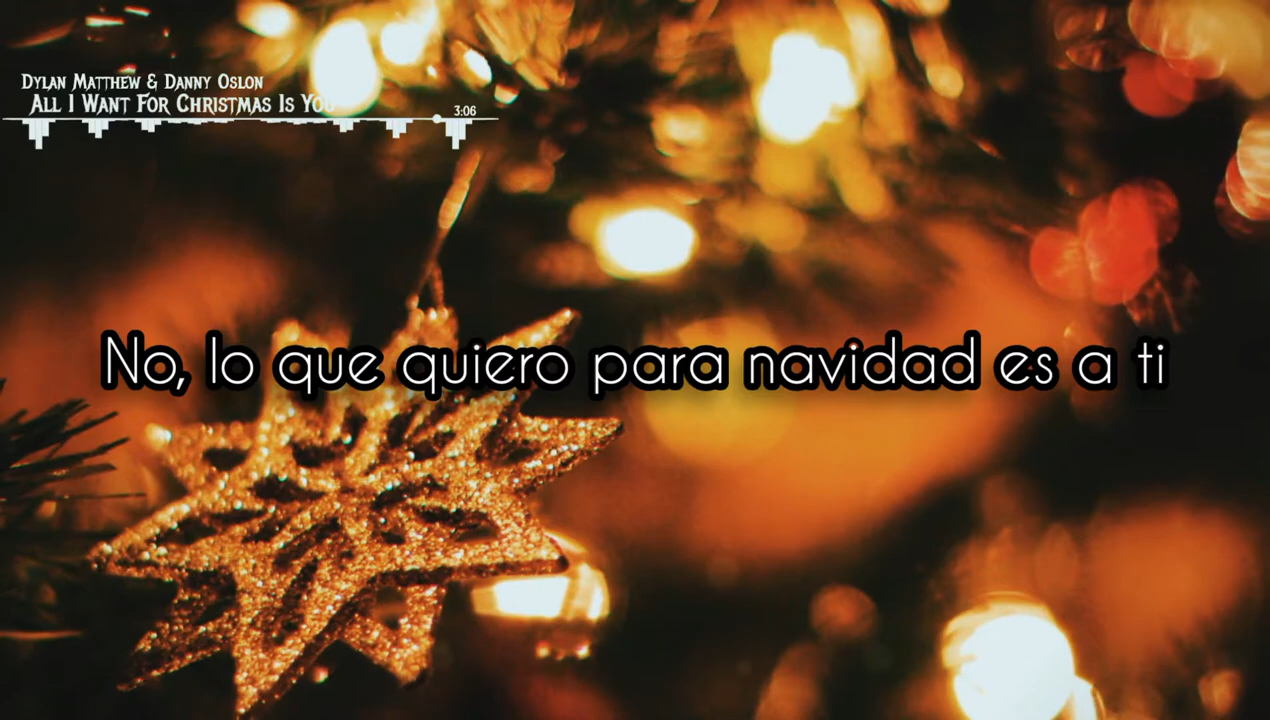 Dylan Matthew & Danny Oslon
All I Want For Christmas Is You
3:06
No, lo que quiero para navidad es a ti